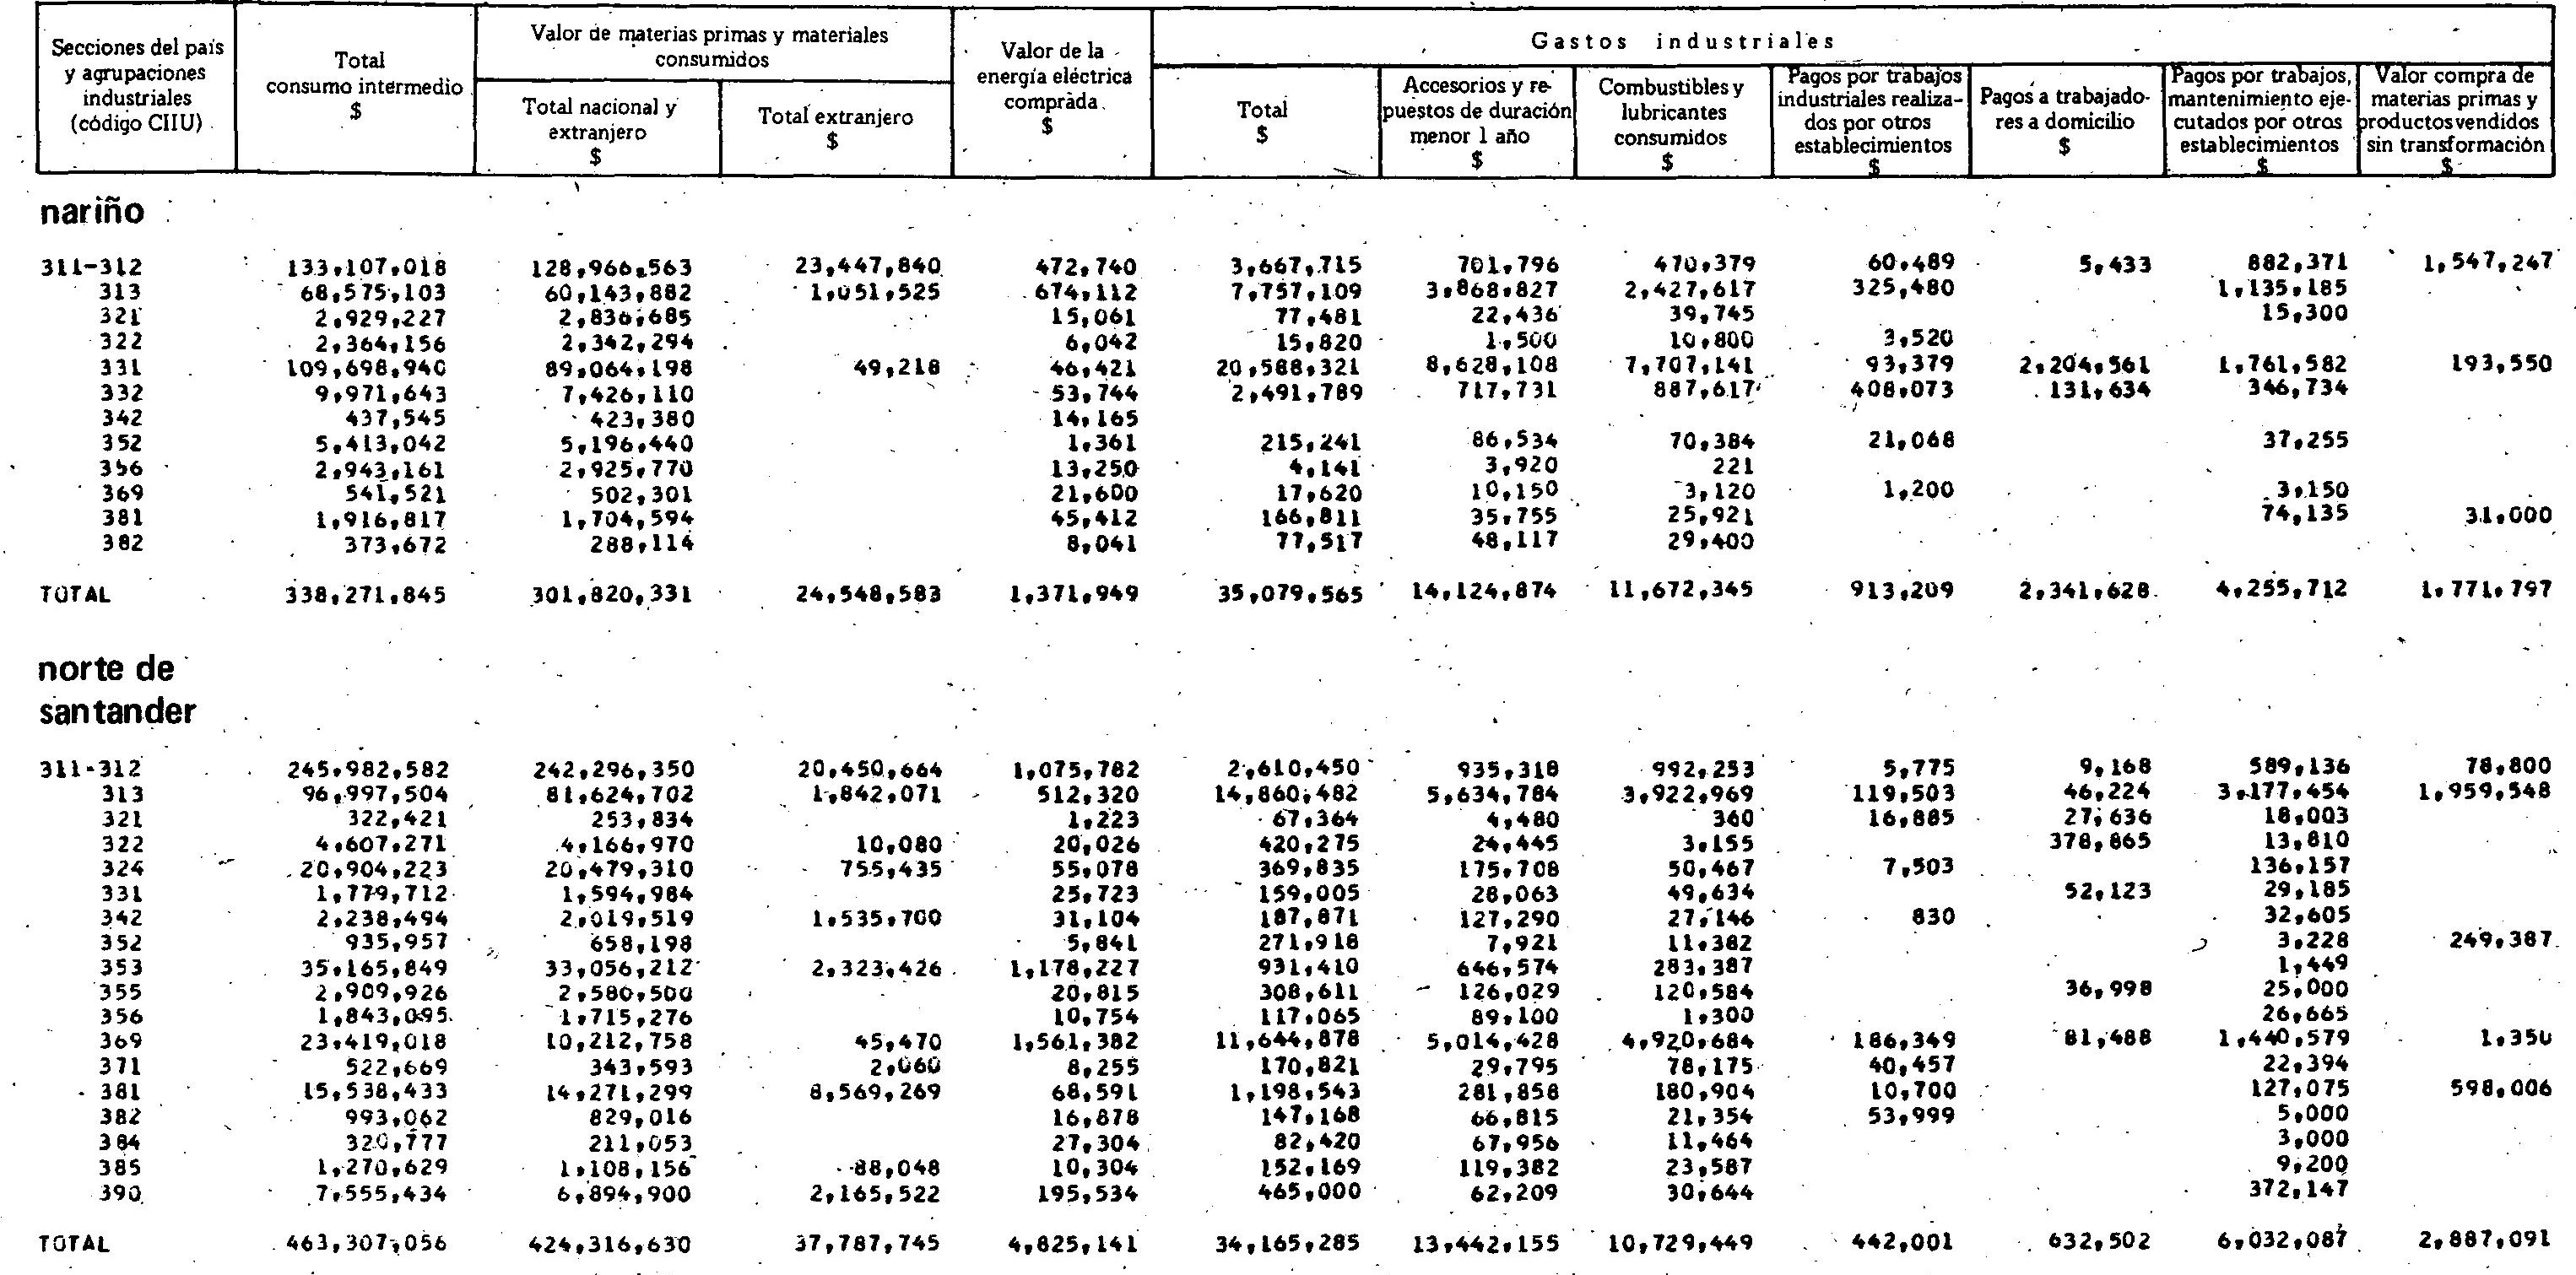 Secciones del país y agrupaciones industriales (código CIIU)
Total consumo intermedio $
Valor de materias primas y materiales consumidos
Total nacional y extranjero $
Total extranjero $
Valor de la energía eléctrica comprada $
Gastos industriales
Total $
Accesorios y repuestos de duración menor 1 año $
Combustibles y lubricantes consumidos $
Pagos por trabajos industriales realizados por otros establecimientos $
Pagos a trabajadores a domicilio $
Pagos por trabajos, mantenimiento ejecutados por otros establecimientos $
Valor compra de materias primas y productos vendidos sin transformación $
nariño
311-312 133,107,018 128,966,563 23,447,840 472,740 3,667,715 701,796 470,379 60,489 5,433 882,371 1,547,247
313 68,575,103 60,143,882 1,051,525 674,112 7,757,109 3,868,827 2,427,617 325,480 1,135,185
321 2,929,227 2,836,685 15,061 77,481 22,436 39,745 15,300
322 2,364,156 2,342,294 6,042 15,820 1,500 10,800 3,520
331 109,698,940 89,064,198 49,218 46,421 20,588,321 8,628,108 7,707,141 93,379 2,204,561 1,761,582 193,550
332 9,971,643 7,426,110 53,744 2,491,789 717,731 887,617 408,073 131,634 346,734
342 437,545 423,380 14,165
352 5,413,042 5,196,440 1,361 215,241 86,534 70,384 21,068 37,255
356 2,943,161 2,925,770 13,250 4,141 3,920 221
369 541,521 502,301 21,600 17,620 10,150 3,120 1,200 3,150
381 1,916,817 1,704,594 45,412 166,811 35,755 25,921 74,135 31,000
382 373,672 288,114 8,041 77,517 48,117 29,400
TOTAL 338,271,845 301,820,331 24,548,583 1,371,949 35,079,565 14,124,874 11,672,345 913,209 2,341,628 4,255,712 1,771,797
norte de
santander
311-312 245,982,582 242,296,350 20,450,664 1,075,782 2,610,450 935,318 992,253 5,775 9,168 589,136 78,800
313 96,997,504 81,624,702 1,842,071 512,320 14,860,482 5,634,784 3,922,969 119,503 46,224 3,177,454 1,959,548
321 322,421 253,834 1,223 67,364 4,480 360 16,885 27,636 18,003
322 4,607,271 4,166,970 10,080 20,026 420,275 24,445 3,155 378,865 13,810
324 20,904,223 20,479,310 755,435 55,078 369,835 175,708 50,467 7,503 136,157
331 1,779,712 1,594,984 25,723 159,005 28,063 49,634 52,123 29,185
342 2,238,494 2,019,519 1,535,700 31,104 187,871 127,290 27,146 830 32,605
352 935,957 658,198 5,841 271,918 7,921 11,382 3,228 249,387
353 35,165,849 33,056,212 2,323,426 1,178,227 931,410 646,574 283,387 1,449
355 2,909,926 2,580,500 20,815 308,611 126,029 120,584 36,998 25,000
356 1,843,095 1,715,276 10,754 117,065 89,100 1,300 26,665
369 23,419,018 10,212,758 45,470 1,561,382 11,644,878 5,014,428 4,920,684 186,349 81,488 1,440,579 1,350
371 522,669 343,593 2,060 8,255 170,821 29,795 78,175 40,457 22,394
381 15,538,433 14,271,299 8,569,269 68,591 1,198,543 281,858 180,904 10,700 127,075 598,006
382 993,062 829,016 16,878 147,168 66,815 21,354 53,999 5,000
384 320,777 211,053 27,304 82,420 67,956 11,464 3,000
385 1,270,629 1,108,156 88,048 10,304 152,169 119,382 23,587 9,200
390 7,555,434 6,894,900 2,165,522 195,534 465,000 62,209 30,644 372,147
TOTAL 463,307,056 424,316,630 37,787,745 4,825,141 34,165,285 13,442,155 10,729,449 442,001 632,502 6,032,087 2,887,091